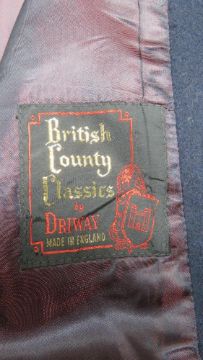 British
County
Classics
by
DRIWAY
MADE IN ENGLAND